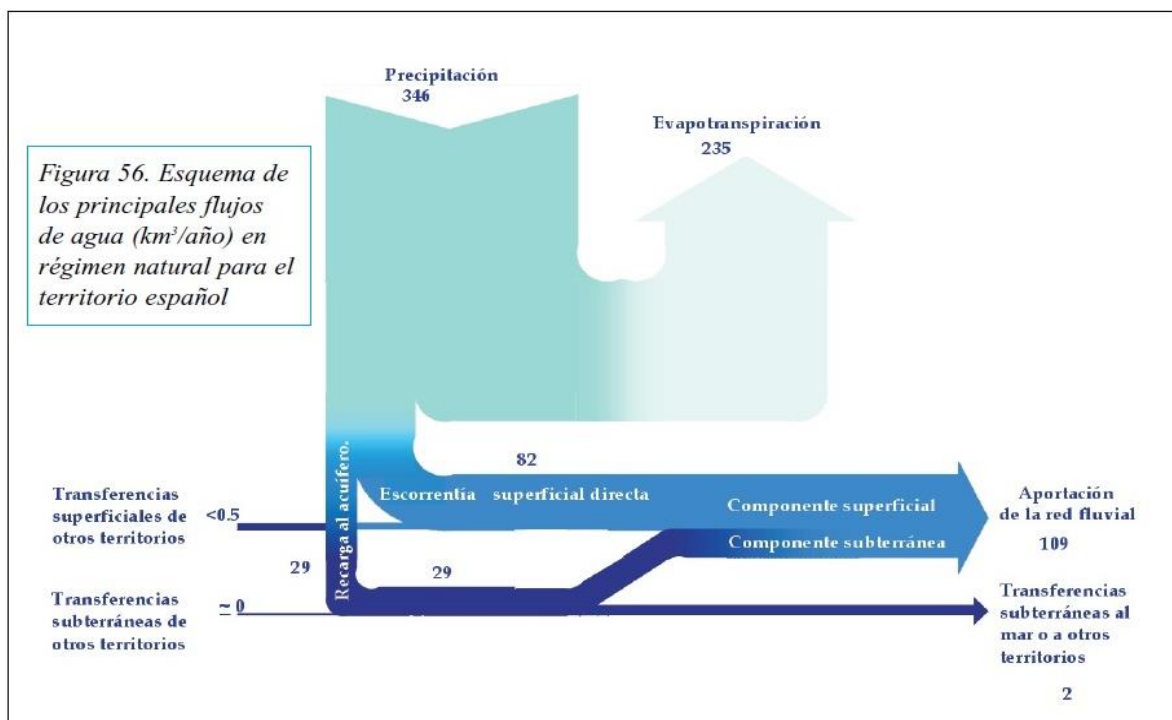 Precipitación
346
Evapotranspiración
235
Figura 56. Esquema de
los principales flujos
de agua (km³/año) en
régimen natural para el
territorio español
82
Recarga al acuífero.
Escorrentía superficial directa
Componente superficial
Componente subterránea
Transferencias
superficiales de
otros territorios
<0.5
Aportación
de la red fluvial
109
29
29
Transferencias
subterráneas de
otros territorios
~ 0
Transferencias
subterráneas al
mar o a otros
territorios
2